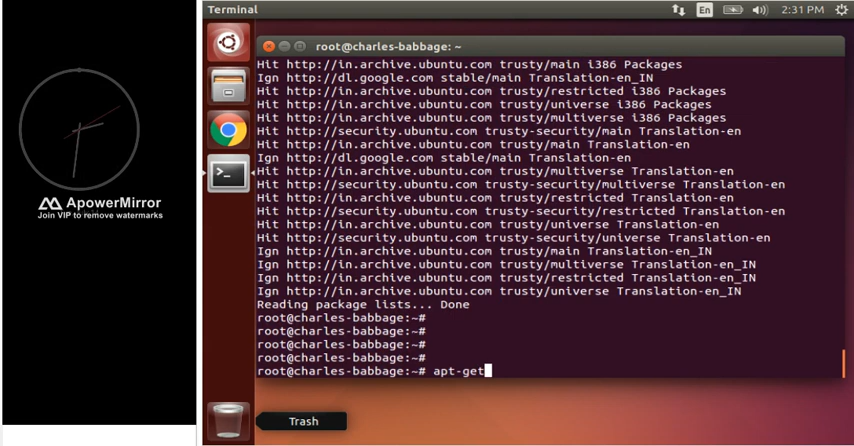 ApowerMirror
Join VIP to remove watermarks
Terminal
En
2:31 PM
root@charles-babbage: ~
Hit http://in.archive.ubuntu.com trusty/main i386 Packages
Ign http://dl.google.com stable/main Translation-en_IN
Hit http://in.archive.ubuntu.com trusty/restricted i386 Packages
Hit http://in.archive.ubuntu.com trusty/universe i386 Packages
Hit http://in.archive.ubuntu.com trusty/multiverse i386 Packages
Hit http://security.ubuntu.com trusty-security/main Translation-en
Hit http://in.archive.ubuntu.com trusty/main Translation-en
Ign http://dl.google.com stable/main Translation-en
Hit http://in.archive.ubuntu.com trusty/multiverse Translation-en
Hit http://security.ubuntu.com trusty-security/multiverse Translation-en
Hit http://in.archive.ubuntu.com trusty/restricted Translation-en
Hit http://security.ubuntu.com trusty-security/restricted Translation-en
Hit http://in.archive.ubuntu.com trusty/universe Translation-en
Hit http://security.ubuntu.com trusty-security/universe Translation-en
Ign http://in.archive.ubuntu.com trusty/main Translation-en_IN
Ign http://in.archive.ubuntu.com trusty/multiverse Translation-en_IN
Ign http://in.archive.ubuntu.com trusty/restricted Translation-en_IN
Ign http://in.archive.ubuntu.com trusty/universe Translation-en_IN
Reading package lists... Done
root@charles-babbage:~#
root@charles-babbage:~#
root@charles-babbage:~#
root@charles-babbage:~#
root@charles-babbage:~# apt-get
Trash